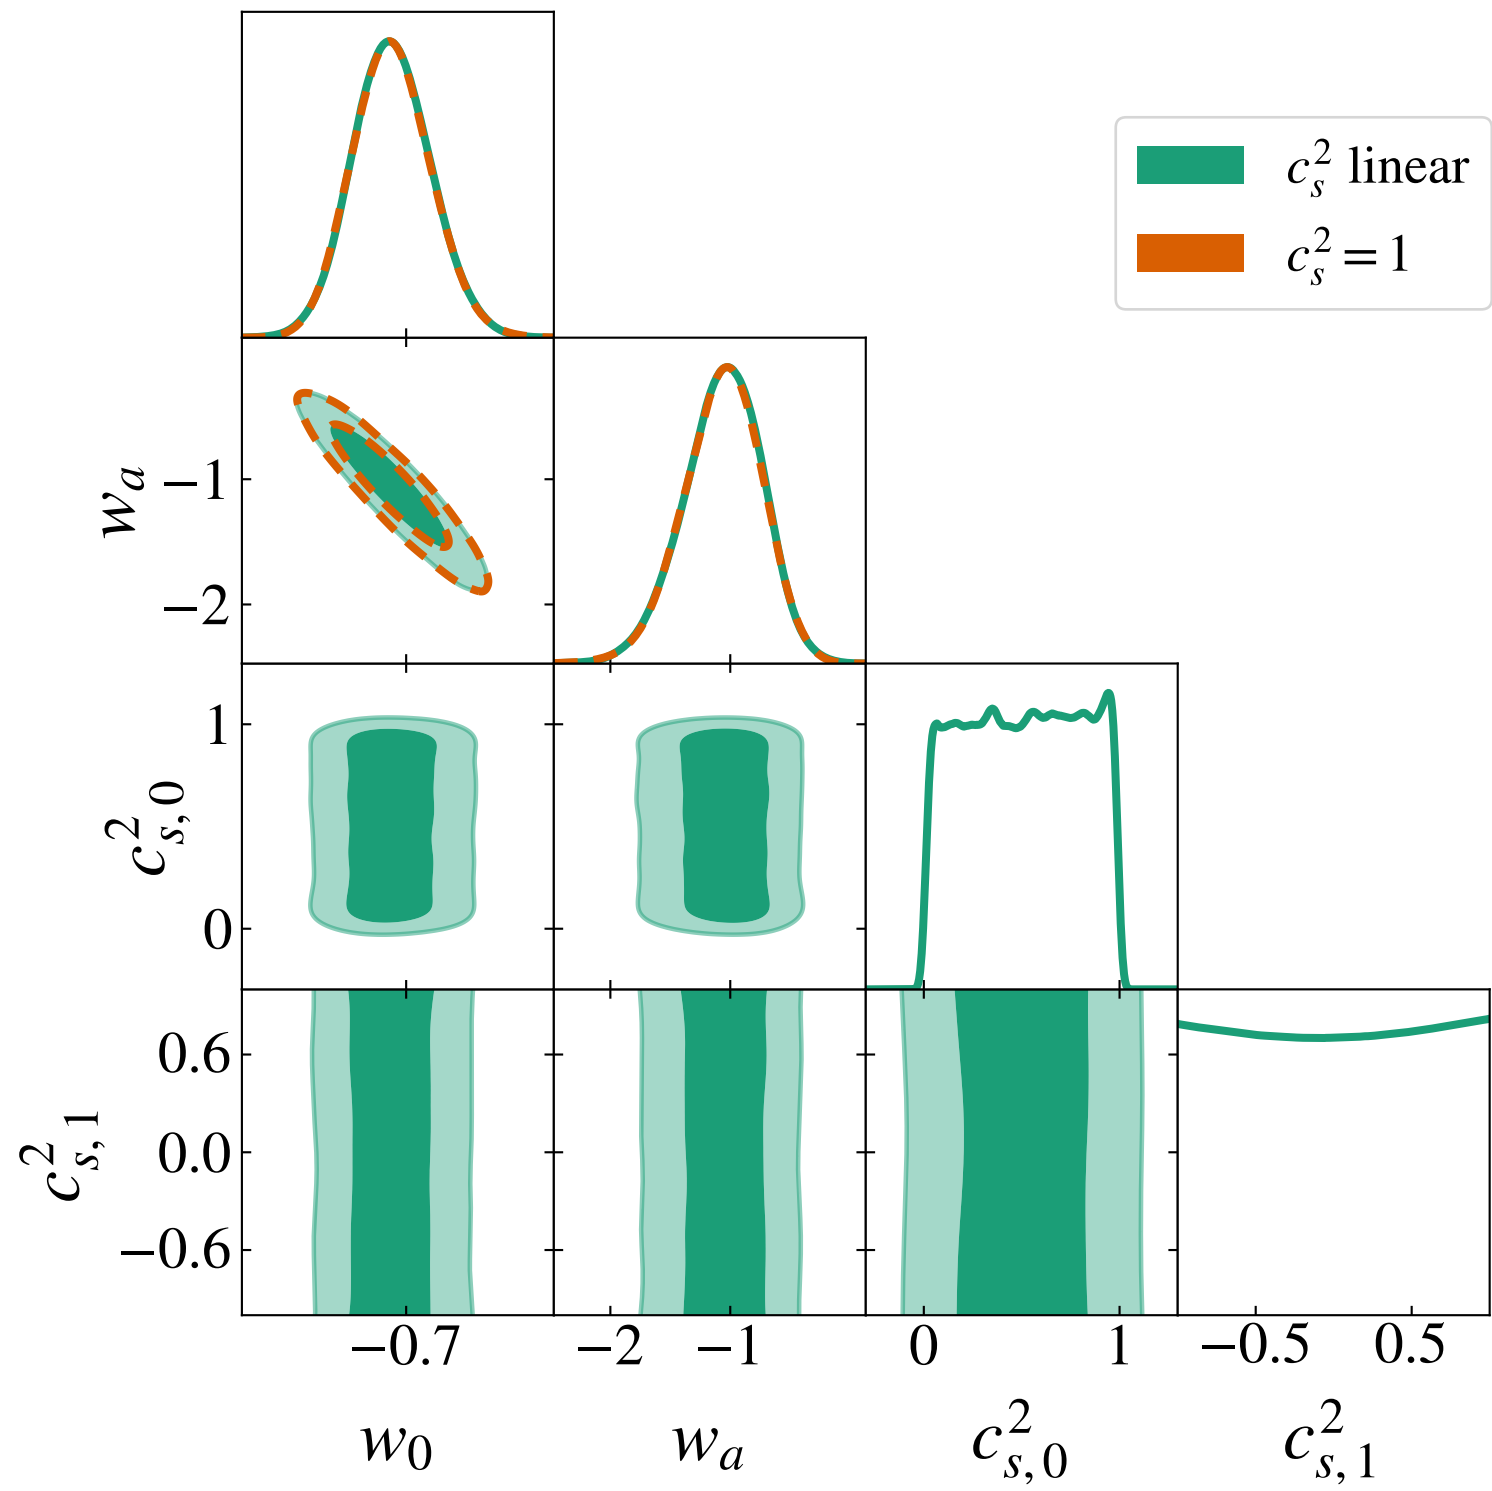 c_s^2 linear
c_s^2 = 1
w_a
−1
−2
c_{s,0}^2
1
0
c_{s,1}^2
0.6
0.0
−0.6
−0.7 −2 −1 0 1 −0.5 0.5
w_0 w_a c_{s,0}^2 c_{s,1}^2